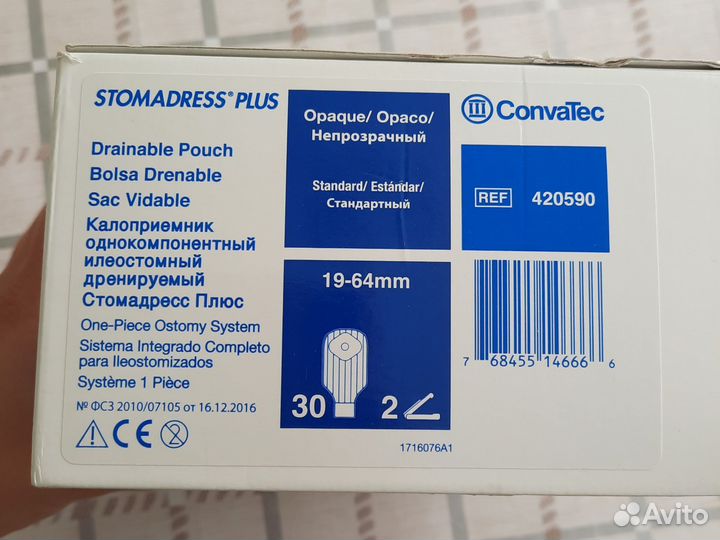 STOMADRESS® PLUS
Drainable Pouch
Bolsa Drenable
Sac Vidable
Калоприемник
однокомпонентный
илеостомный
дренируемый
Стомадресс Плюс
One-Piece Ostomy System
Sistema Integrado Completo
para Ileostomizados
Système 1 Pièce
№ ФСЗ 2010/07105 от 16.12.2016
CE
2
Opaque/ Opaco/
Непрозрачный
Standard/ Estándar/
Стандартный
19-64mm
30 2
1716076A1
ConvaTec
REF 420590
7 68455 14666 6
Avito